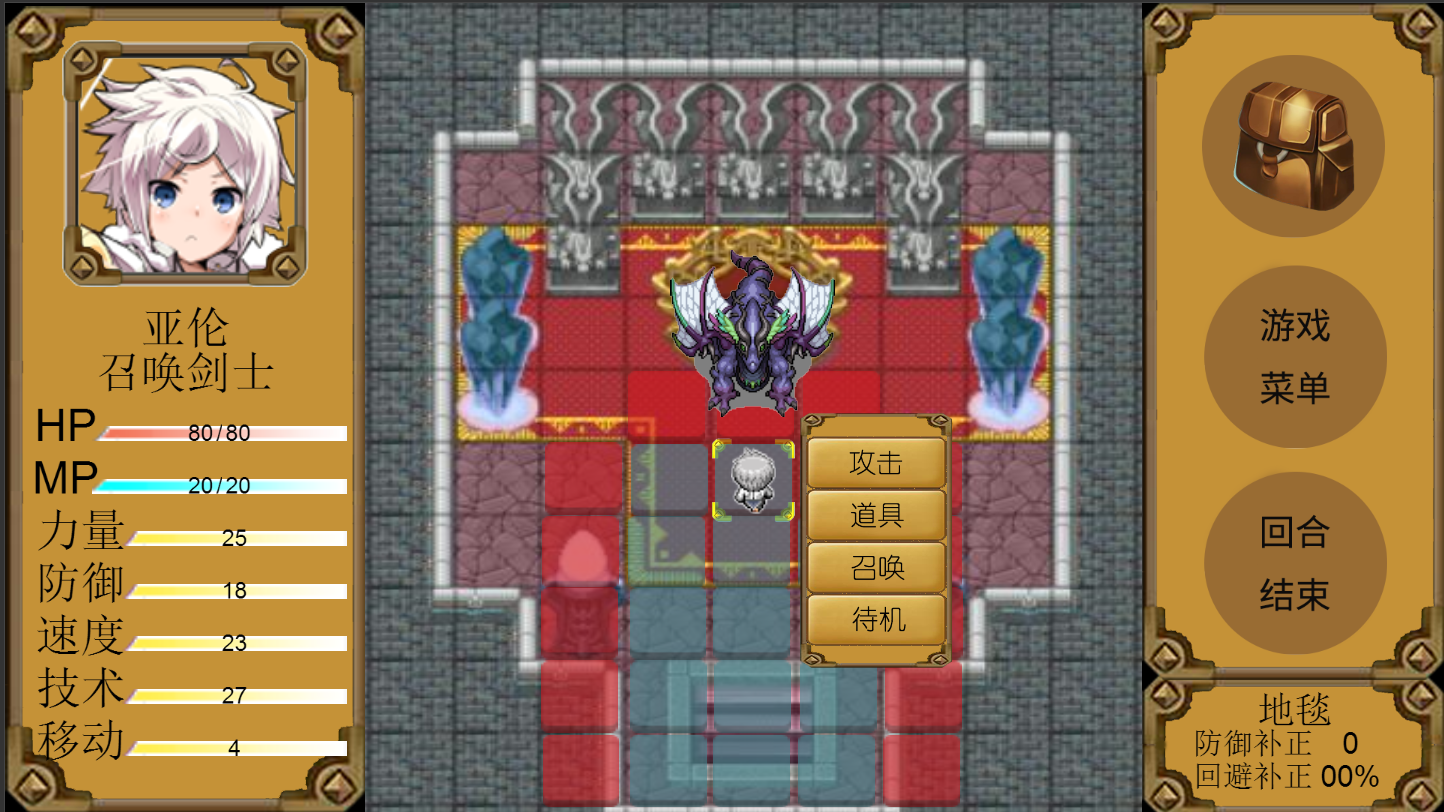 亚伦
召唤剑士
HP 80/80
MP 20/20
力量 25
防御 18
速度 23
技术 27
移动 4
攻击
道具
召唤
待机
游戏
菜单
回合
结束
地毯
防御补正 0
回避补正 00%